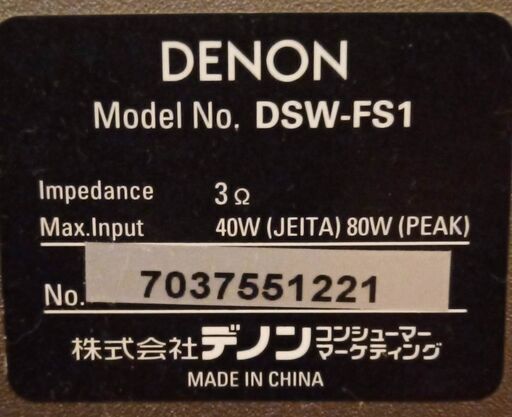 DENON
Model No. DSW-FS1
Impedance 3Ω
Max.Input 40W (JEITA) 80W (PEAK)
No. 7037551221
株式会社デノン コンシューマー マーケティング
MADE IN CHINA